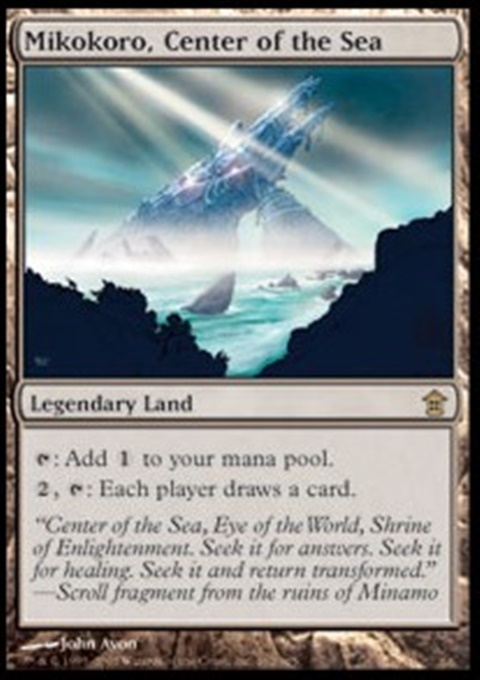 Mikokoro, Center of the Sea
Legendary Land
: Add 1 to your mana pool.
2, : Each player draws a card.
"Center of the Sea, Eye of the World, Shrine
of Enlightenment. Seek it for answers. Seek it
for healing. Seek it and return transformed."
—Scroll fragment from the ruins of Minamo
John Avon